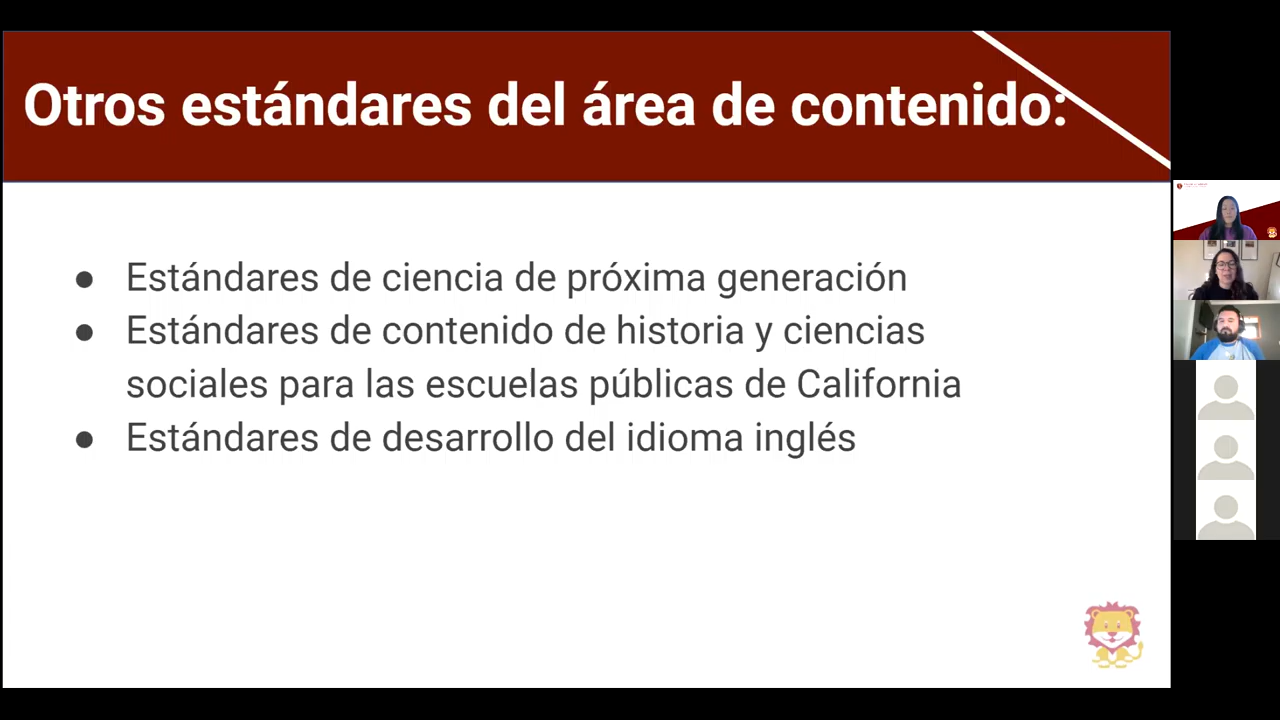 Otros estándares del área de contenido:
● Estándares de ciencia de próxima generación
● Estándares de contenido de historia y ciencias
sociales para las escuelas públicas de California
● Estándares de desarrollo del idioma inglés